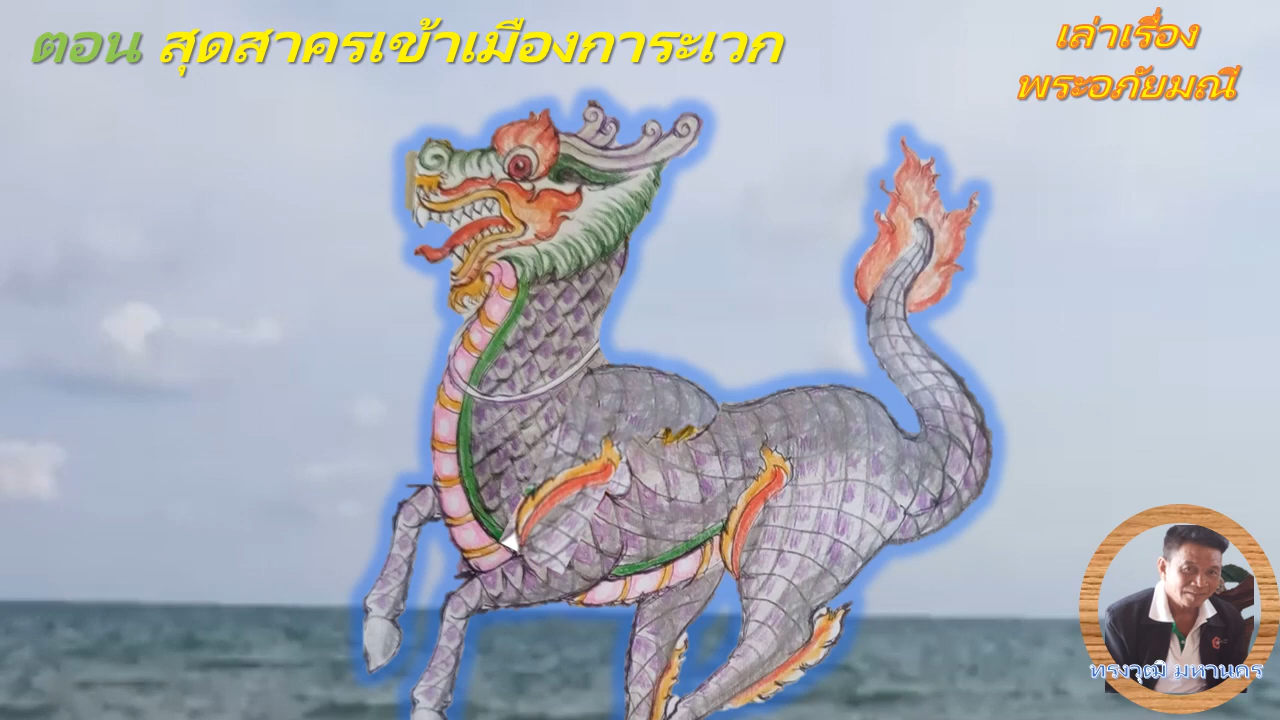 ตอน สุดสาครเข้าเมืองการะเวก
เล่าเรื่อง
พระอภัยมณี
ทรงวุฒิ มหานคร